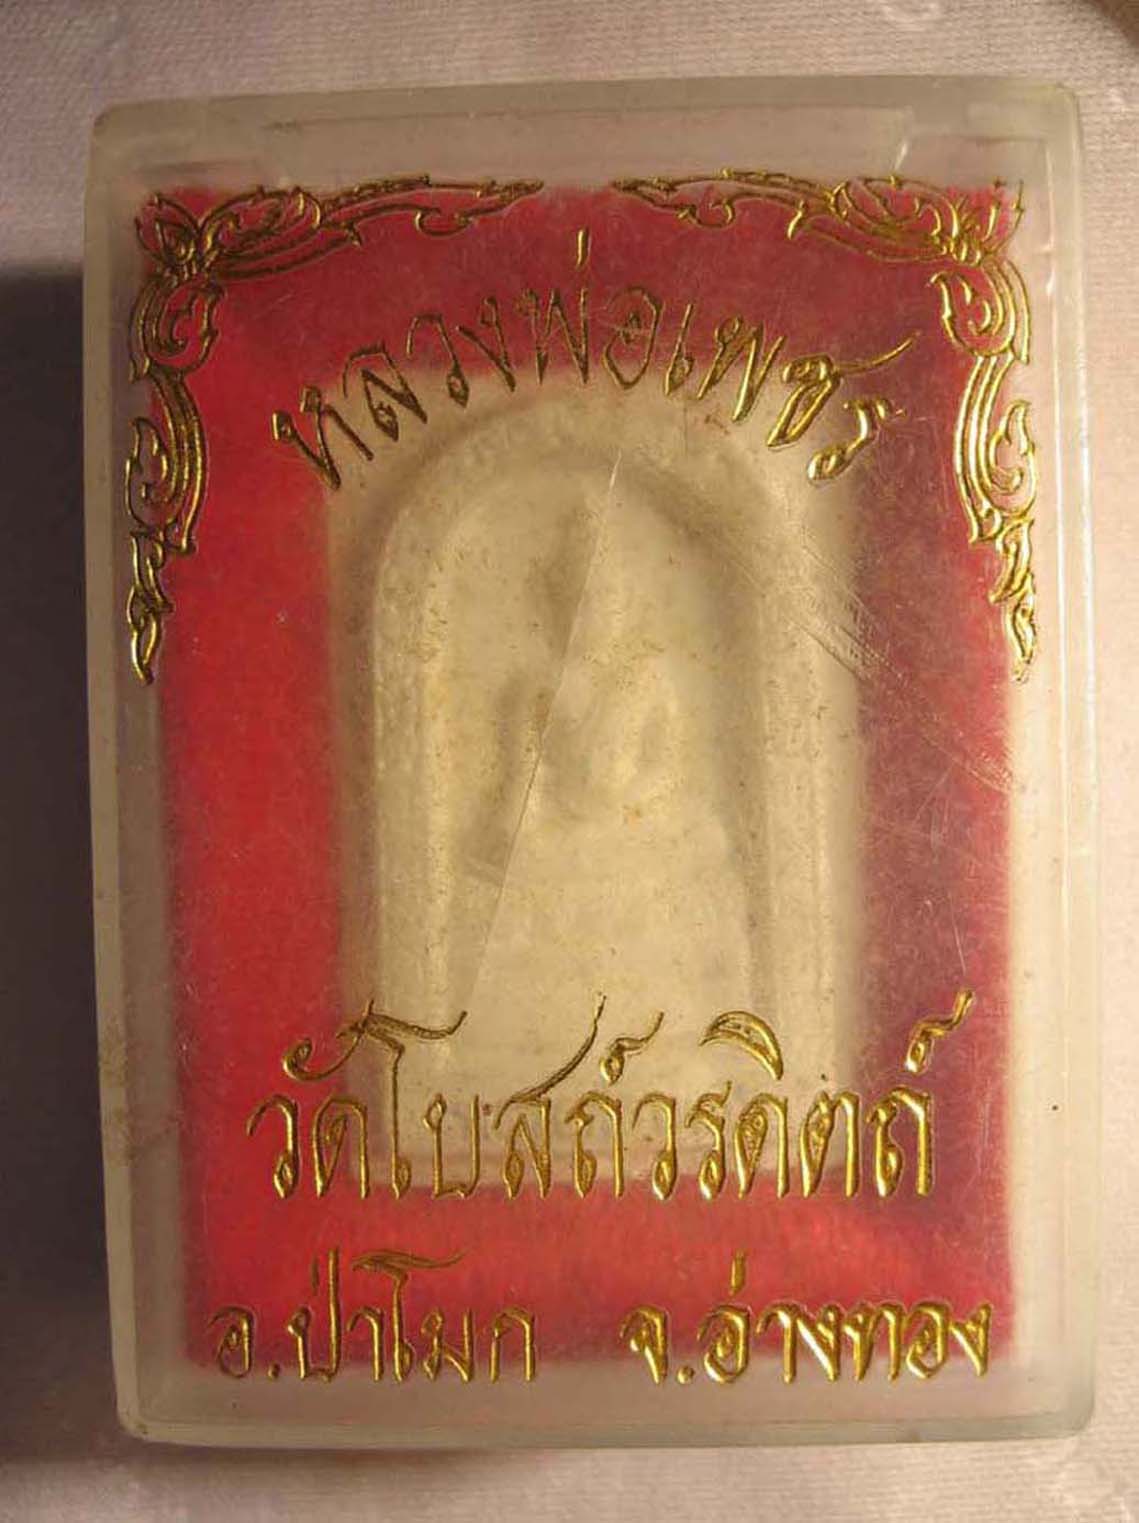 หลวงพ่อเพชร
วัดโบสถ์วรดิตถ์
อ.ป่าโมก จ.อ่างทอง